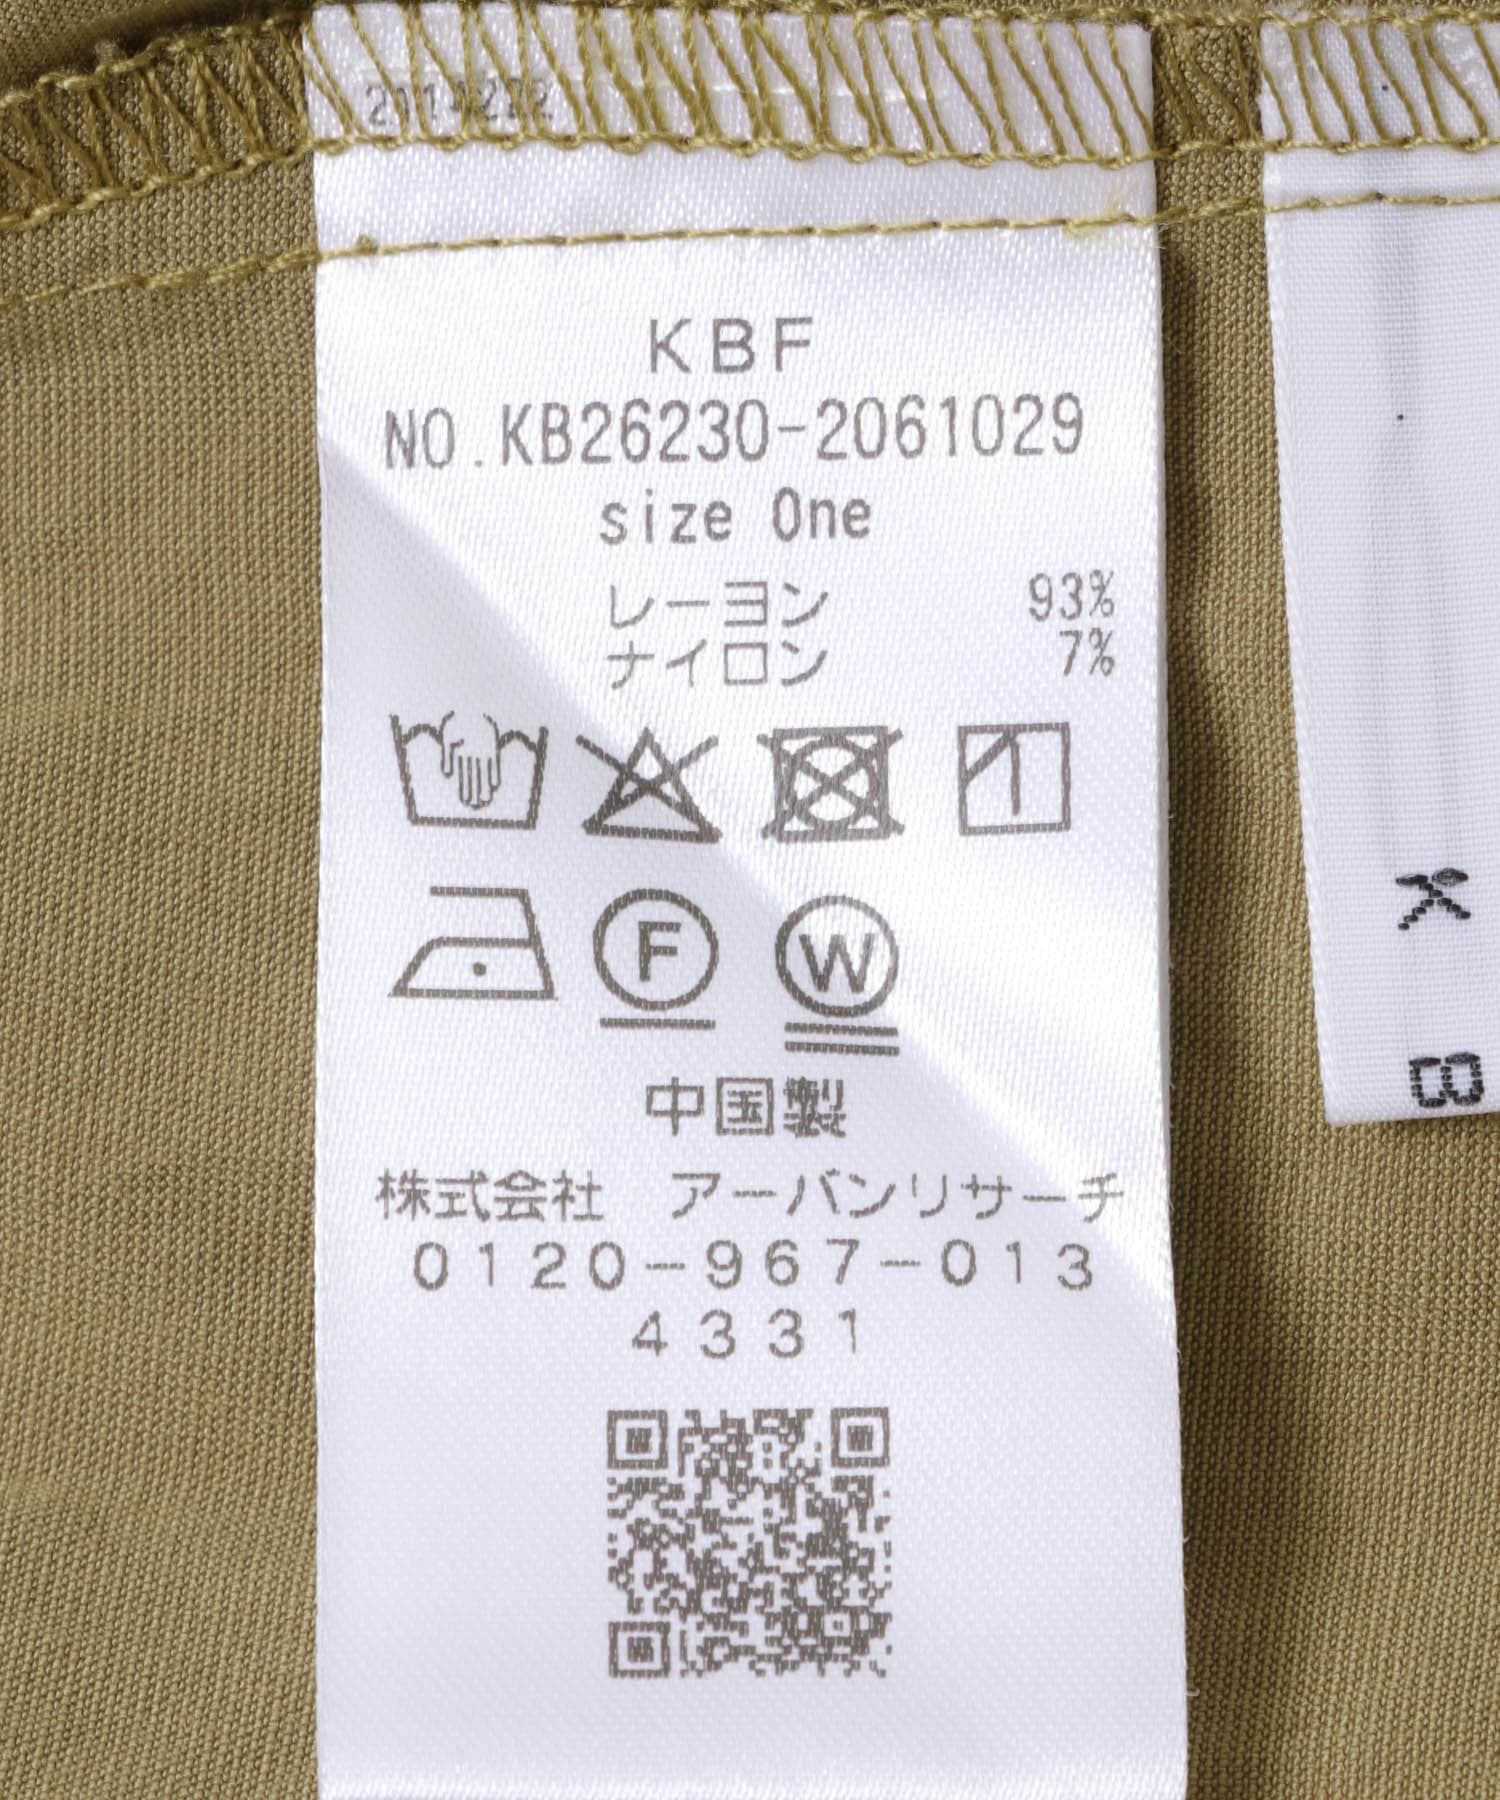 KBF
NO.KB26230-2061029
size One
レーヨン 93%
ナイロン 7%
F W
中国製
株式会社 アーバンリサーチ
0120-967-013
4331
K B